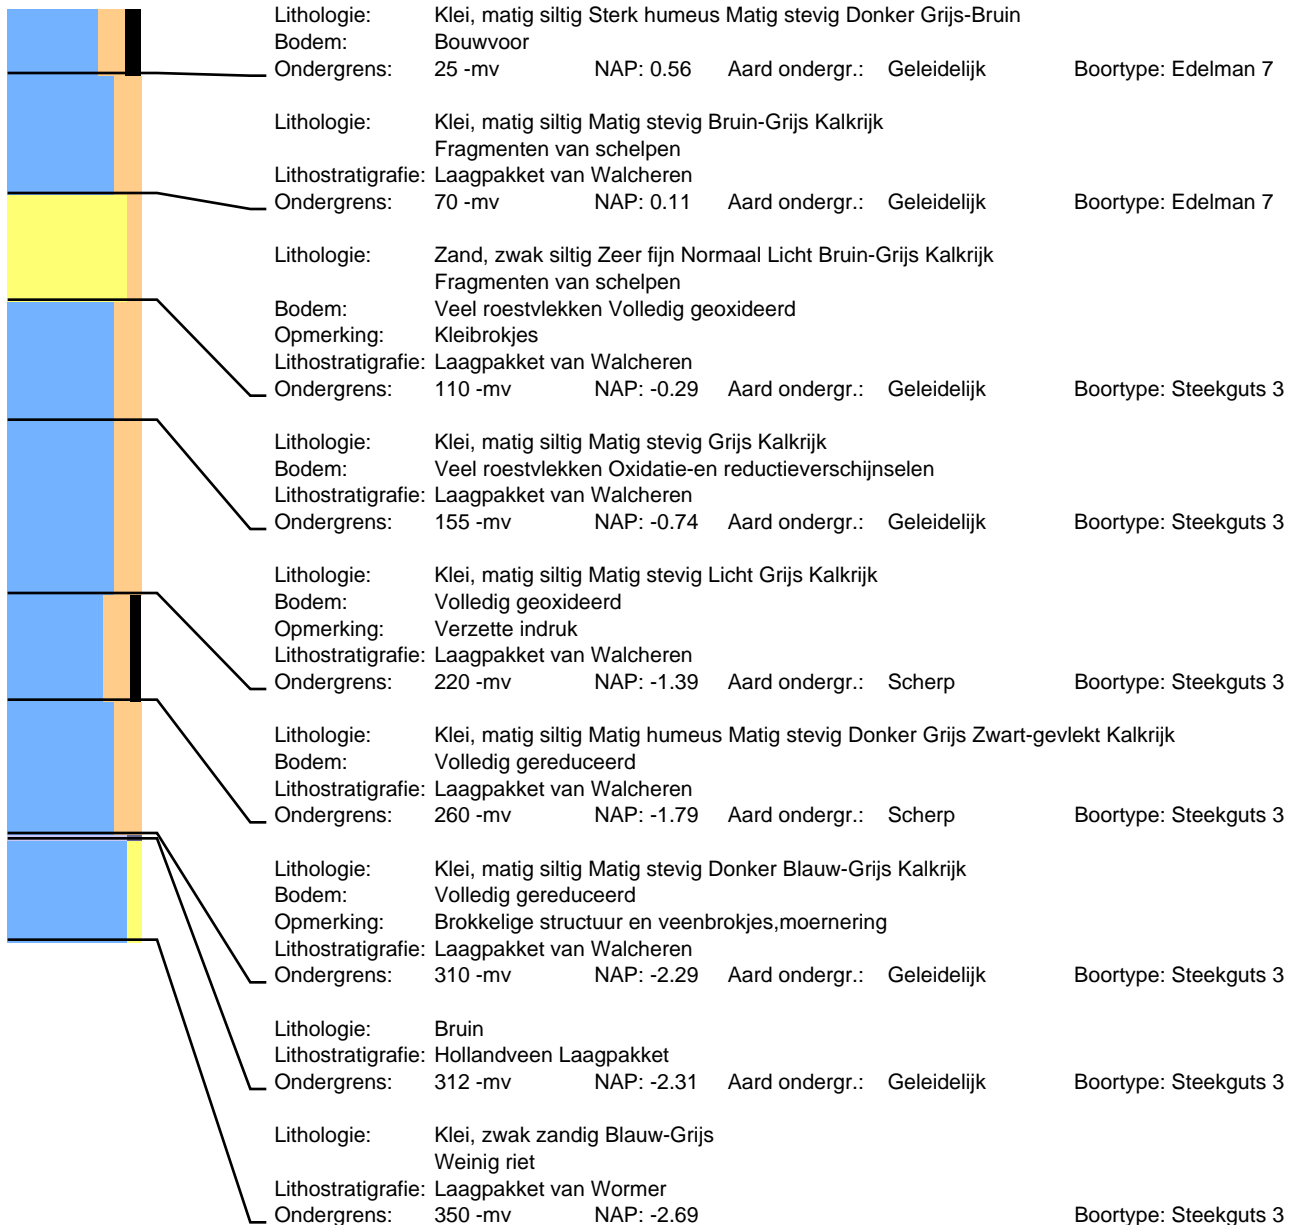 Lithologie: Klei, matig siltig Sterk humeus Matig stevig Donker Grijs-Bruin
Bodem: Bouwvoor
Ondergrens: 25 -mv NAP: 0.56 Aard ondergr.: Geleidelijk Boortype: Edelman 7
Lithologie: Klei, matig siltig Matig stevig Bruin-Grijs Kalkrijk
Fragmenten van schelpen
Lithostratigrafie: Laagpakket van Walcheren
Ondergrens: 70 -mv NAP: 0.11 Aard ondergr.: Geleidelijk Boortype: Edelman 7
Lithologie: Zand, zwak siltig Zeer fijn Normaal Licht Bruin-Grijs Kalkrijk
Fragmenten van schelpen
Bodem: Veel roestvlekken Volledig geoxideerd
Opmerking: Kleibrokjes
Lithostratigrafie: Laagpakket van Walcheren
Ondergrens: 110 -mv NAP: -0.29 Aard ondergr.: Geleidelijk Boortype: Steekguts 3
Lithologie: Klei, matig siltig Matig stevig Grijs Kalkrijk
Bodem: Veel roestvlekken Oxidatie-en reductieverschijnselen
Lithostratigrafie: Laagpakket van Walcheren
Ondergrens: 155 -mv NAP: -0.74 Aard ondergr.: Geleidelijk Boortype: Steekguts 3
Lithologie: Klei, matig siltig Matig stevig Licht Grijs Kalkrijk
Bodem: Volledig geoxideerd
Opmerking: Verzette indruk
Lithostratigrafie: Laagpakket van Walcheren
Ondergrens: 220 -mv NAP: -1.39 Aard ondergr.: Scherp Boortype: Steekguts 3
Lithologie: Klei, matig siltig Matig humeus Matig stevig Donker Grijs Zwart-gevlekt Kalkrijk
Bodem: Volledig gereduceerd
Lithostratigrafie: Laagpakket van Walcheren
Ondergrens: 260 -mv NAP: -1.79 Aard ondergr.: Scherp Boortype: Steekguts 3
Lithologie: Klei, matig siltig Matig stevig Donker Blauw-Grijs Kalkrijk
Bodem: Volledig gereduceerd
Opmerking: Brokkelige structuur en veenbrokjes,moernering
Lithostratigrafie: Laagpakket van Walcheren
Ondergrens: 310 -mv NAP: -2.29 Aard ondergr.: Geleidelijk Boortype: Steekguts 3
Lithologie: Bruin
Lithostratigrafie: Hollandveen Laagpakket
Ondergrens: 312 -mv NAP: -2.31 Aard ondergr.: Geleidelijk Boortype: Steekguts 3
Lithologie: Klei, zwak zandig Blauw-Grijs
Weinig riet
Lithostratigrafie: Laagpakket van Wormer
Ondergrens: 350 -mv NAP: -2.69 Boortype: Steekguts 3